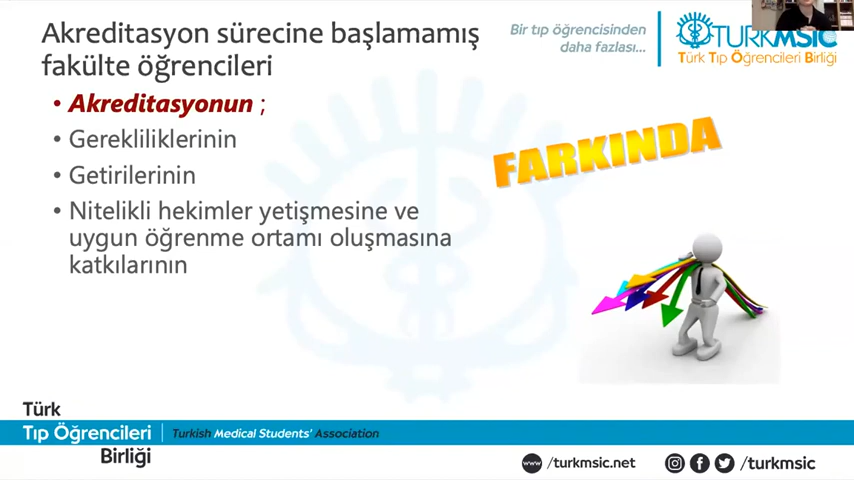 Akreditasyon sürecine başlamamış
fakülte öğrencileri
Bir tıp öğrencisinden
daha fazlası...
TURKMSIC
Türk Tıp Öğrencileri Birliği
• Akreditasyonun ;
• Gerekliliklerinin
• Getirilerinin
• Nitelikli hekimler yetişmesine ve
uygun öğrenme ortamı oluşmasına
katkılarının
FARKINDA
Türk
Tıp Öğrencileri
Birliği
Turkish Medical Students' Association
www /turkmsic.net
/turkmsic